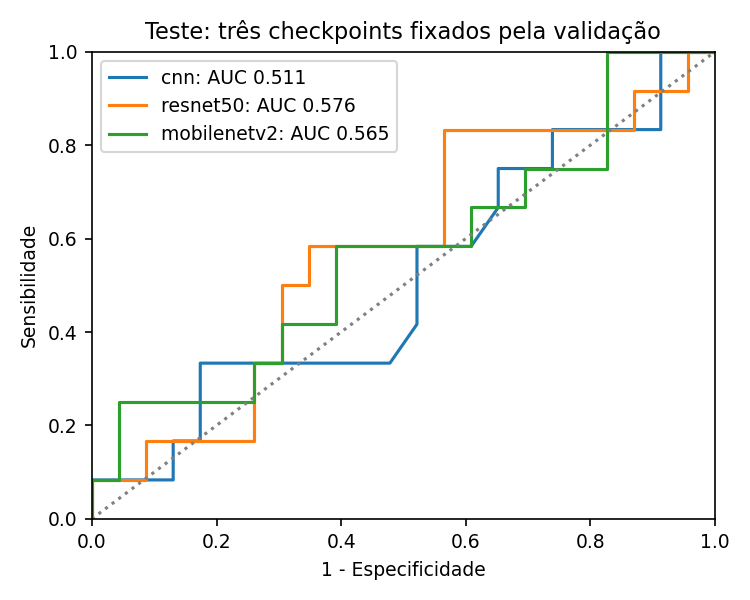 Teste: três checkpoints fixados pela validação
cnn: AUC 0.511
resnet50: AUC 0.576
mobilenetv2: AUC 0.565
Sensibilidade
1.0
0.8
0.6
0.4
0.2
0.0
0.0 0.2 0.4 0.6 0.8 1.0
1 - Especificidade